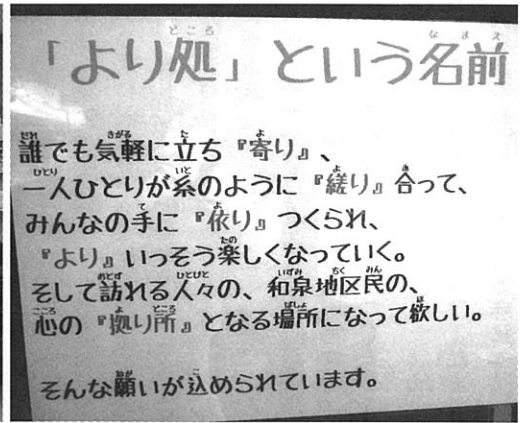 「より処」という名前
誰でも気軽に立ち『寄り』、
一人ひとりが糸のように『縒り』合って、
みんなの手に『依り』つくられ、
『より』いっそう楽しくなっていく。
そして訪れる人々の、和泉地区民の、
心の『拠り所』となる場所になって欲しい。
そんな願いが込められています。